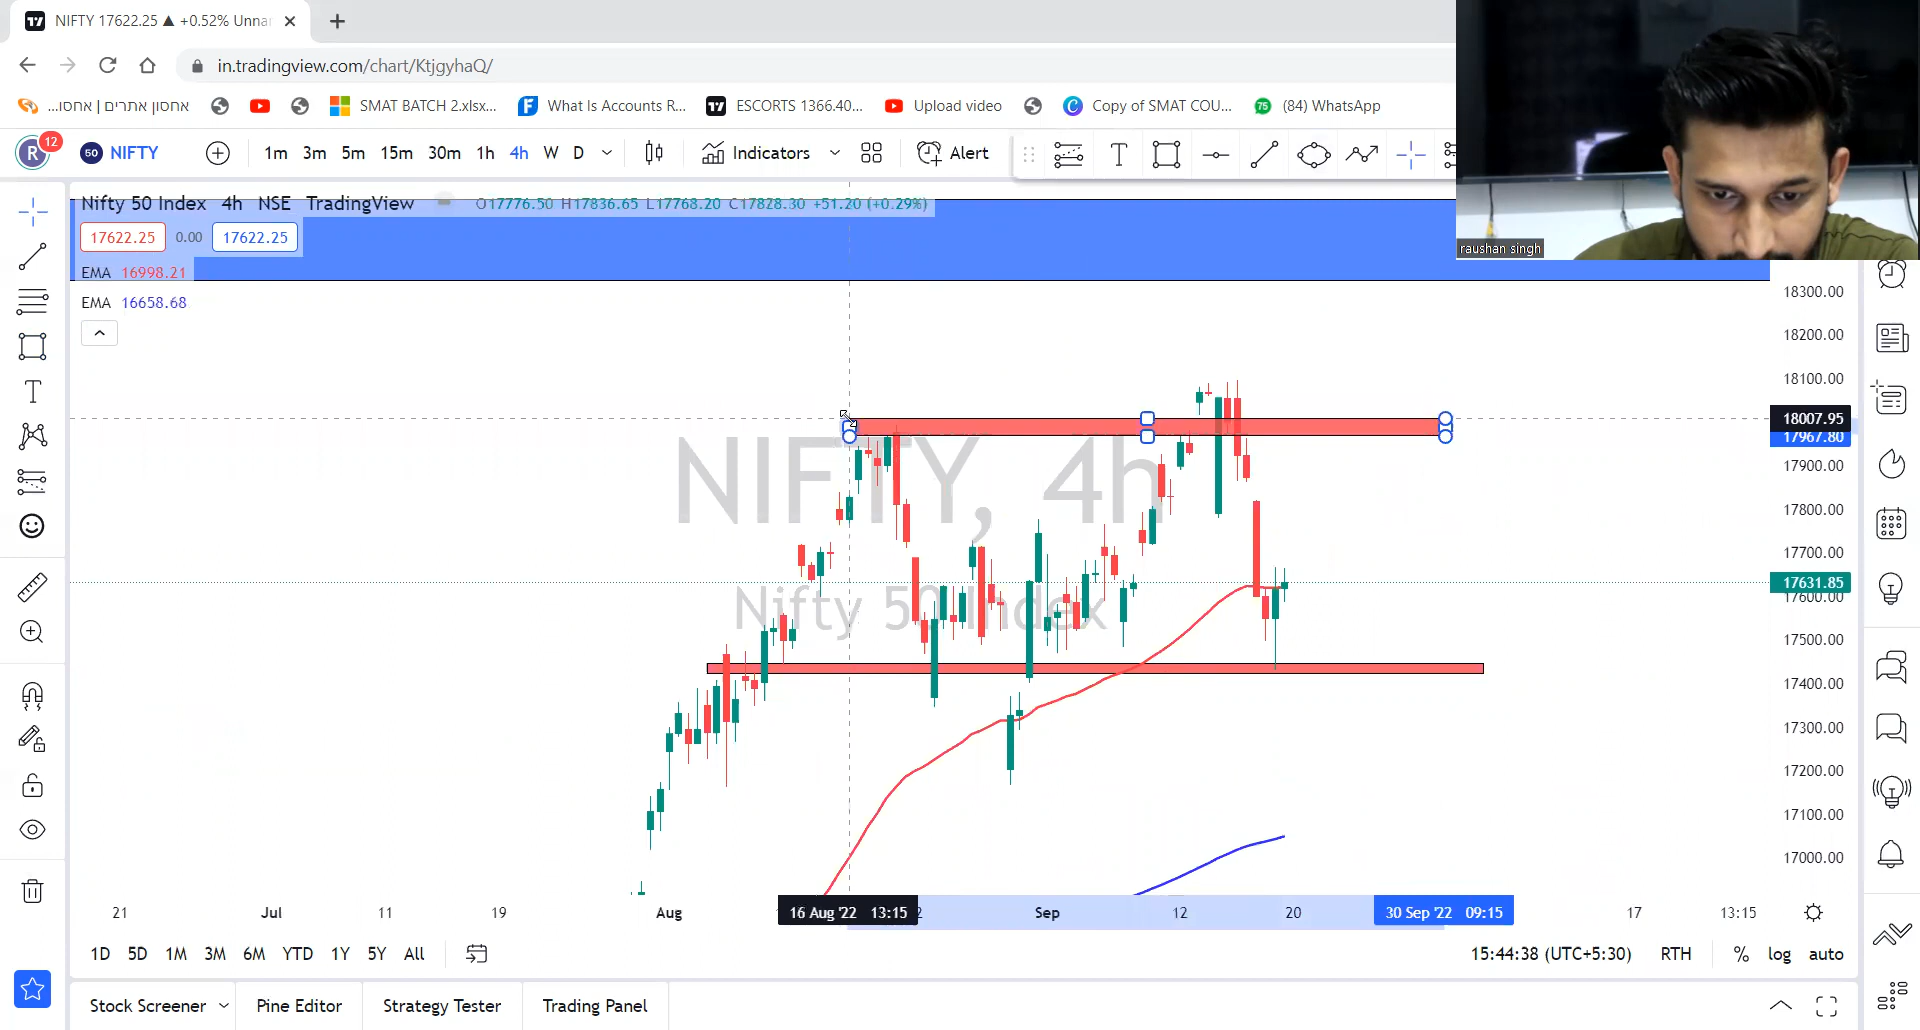 NIFTY 17622.25 ▲ +0.52% Unna
in.tradingview.com/chart/KtjgyhaQ/
אחסון אתרים | אחסו...
SMAT BATCH 2.xlsx...
What Is Accounts R...
ESCORTS 1366.40...
Upload video
Copy of SMAT COU...
75
(84) WhatsApp
R 12
50 NIFTY
1m 3m 5m 15m 30m 1h 4h W D
Indicators
Alert
raushan singh
Nifty 50 Index 4h NSE TradingView
O17776.50 H17836.65 L17768.20 C17828.30 +51.20 (+0.29%)
17622.25 0.00 17622.25
EMA 16998.21
EMA 16658.68
NIFTY, 4h
Nifty 50 Index
18300.00
18200.00
18100.00
18007.95
17967.80
17900.00
17800.00
17700.00
17631.85
17600.00
17500.00
17400.00
17300.00
17200.00
17100.00
17000.00
21 Jul 11 19 Aug 16 Aug '22 13:15 2 Sep 12 20 30 Sep '22 09:15 17 13:15
1D 5D 1M 3M 6M YTD 1Y 5Y All
15:44:38 (UTC+5:30) RTH % log auto
Stock Screener Pine Editor Strategy Tester Trading Panel